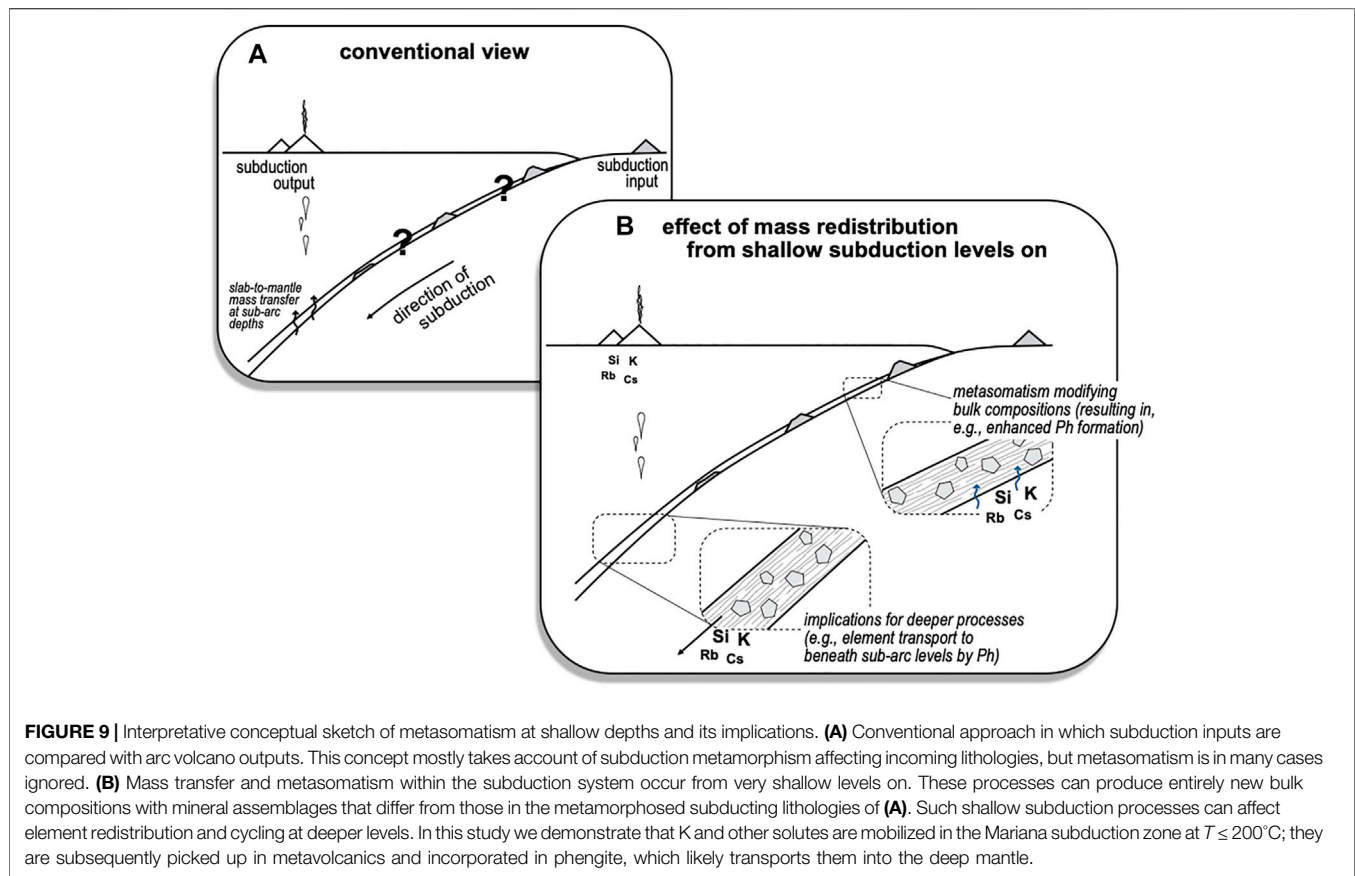 A conventional view
subduction
output
subduction
input
?
?
slab-to-mantle
mass transfer
at sub-arc
depths
direction of
subduction
B effect of mass redistribution
from shallow subduction levels on
Si K
Rb Cs
metasomatism modifying
bulk compositions (resulting in,
e.g., enhanced Ph formation)
Si K
Rb Cs
implications for deeper processes
(e.g., element transport to
beneath sub-arc levels by Ph)
Si K
Rb Cs
FIGURE 9 | Interpretative conceptual sketch of metasomatism at shallow depths and its implications. (A) Conventional approach in which subduction inputs are
compared with arc volcano outputs. This concept mostly takes account of subduction metamorphism affecting incoming lithologies, but metasomatism is in many cases
ignored. (B) Mass transfer and metasomatism within the subduction system occur from very shallow levels on. These processes can produce entirely new bulk
compositions with mineral assemblages that differ from those in the metamorphosed subducting lithologies of (A). Such shallow subduction processes can affect
element redistribution and cycling at deeper levels. In this study we demonstrate that K and other solutes are mobilized in the Mariana subduction zone at T ≤ 200°C; they
are subsequently picked up in metavolcanics and incorporated in phengite, which likely transports them into the deep mantle.